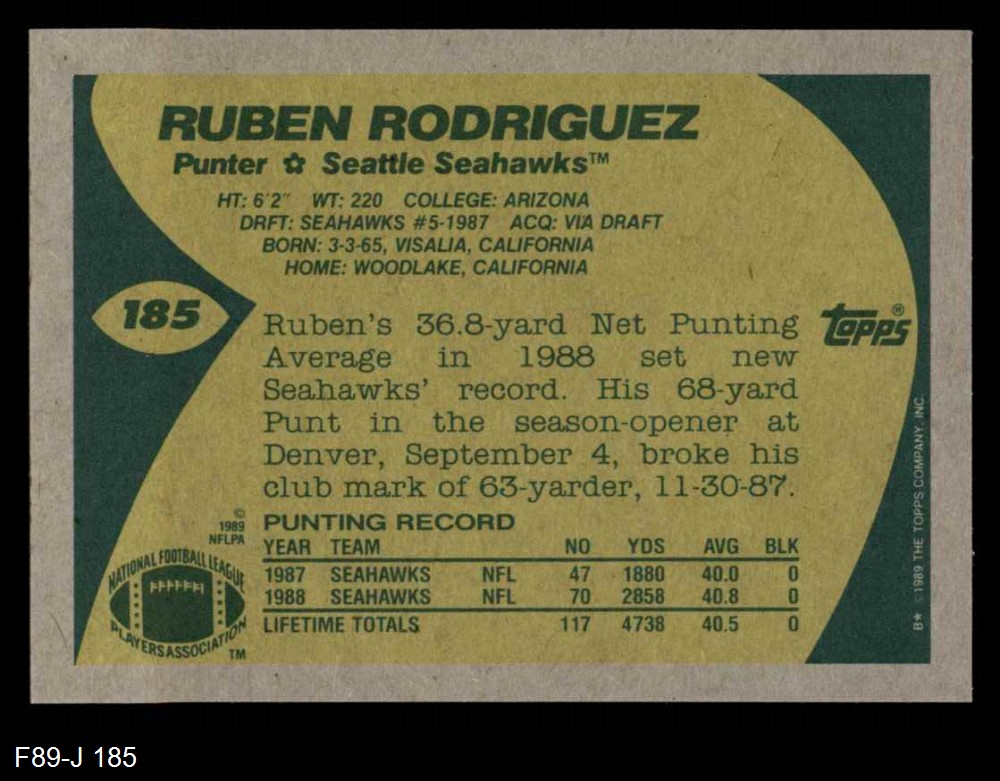 RUBEN RODRIGUEZ
Punter ✿ Seattle Seahawks™
HT: 6'2" WT: 220 COLLEGE: ARIZONA
DRFT: SEAHAWKS #5-1987 ACQ: VIA DRAFT
BORN: 3-3-65, VISALIA, CALIFORNIA
HOME: WOODLAKE, CALIFORNIA
185
Ruben's 36.8-yard Net Punting
Average in 1988 set new
Seahawks' record. His 68-yard
Punt in the season-opener at
Denver, September 4, broke his
club mark of 63-yarder, 11-30-87.
topps®
B* ©1989 THE TOPPS COMPANY, INC.
©
1989
NFLPA
NATIONAL FOOTBALL LEAGUE
PLAYERS ASSOCIATION
TM
PUNTING RECORD
YEAR TEAM NO YDS AVG BLK
1987 SEAHAWKS NFL 47 1880 40.0 0
1988 SEAHAWKS NFL 70 2858 40.8 0
LIFETIME TOTALS 117 4738 40.5 0
F89-J 185